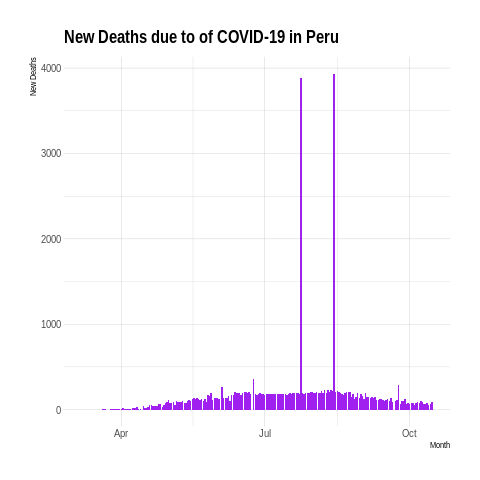 New Deaths due to of COVID-19 in Peru
New Deaths
4000
3000
2000
1000
0
Apr
Jul
Oct
Month